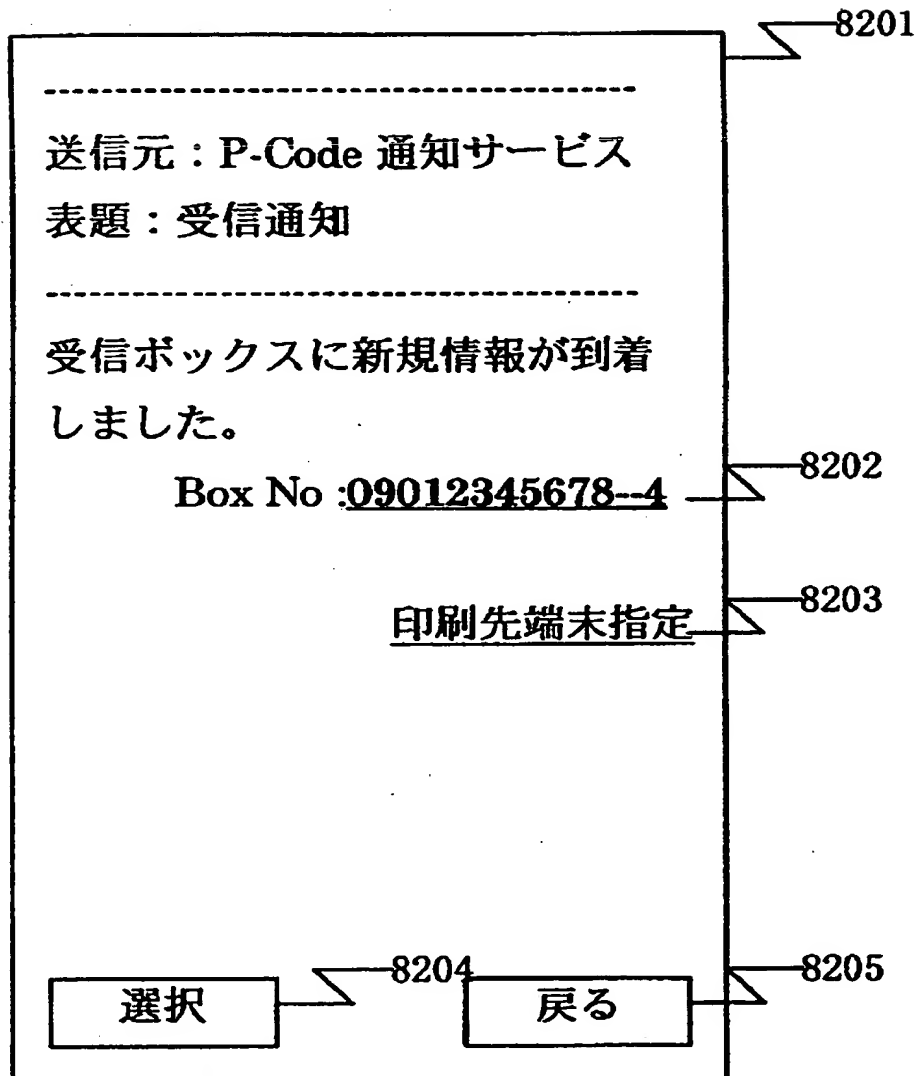 8201
送信元：P-Code 通知サービス
表題：受信通知
受信ボックスに新規情報が到着
しました。
Box No :09012345678--4
8202
印刷先端末指定
8203
8204
8205
選択
戻る